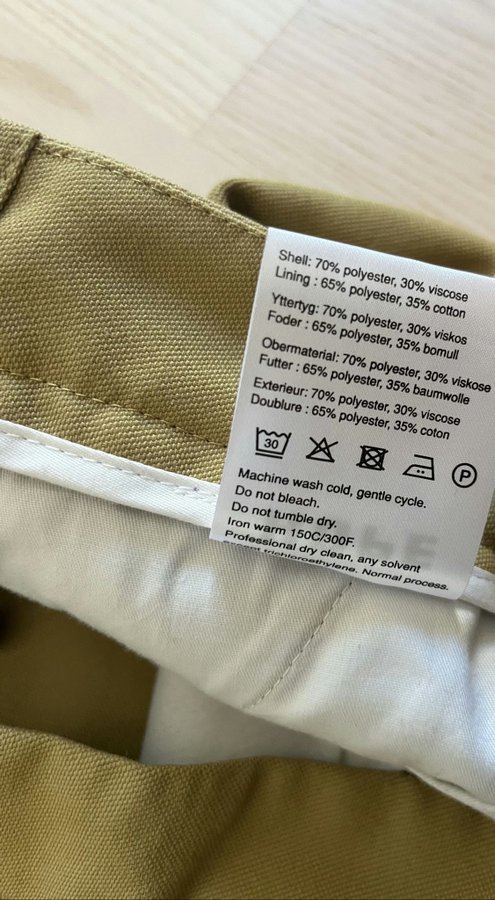 Shell: 70% polyester, 30% viscose
Lining : 65% polyester, 35% cotton
Yttertyg: 70% polyester, 30% viskos
Foder : 65% polyester, 35% bomull
Obermaterial: 70% polyester, 30% viskose
Futter : 65% polyester, 35% baumwolle
Exterieur: 70% polyester, 30% viscose
Doublure : 65% polyester, 35% coton
30 P
Machine wash cold, gentle cycle.
Do not bleach.
Do not tumble dry.
Iron warm 150C/300F.
Professional dry clean, any solvent
except trichloroethylene. Normal process.